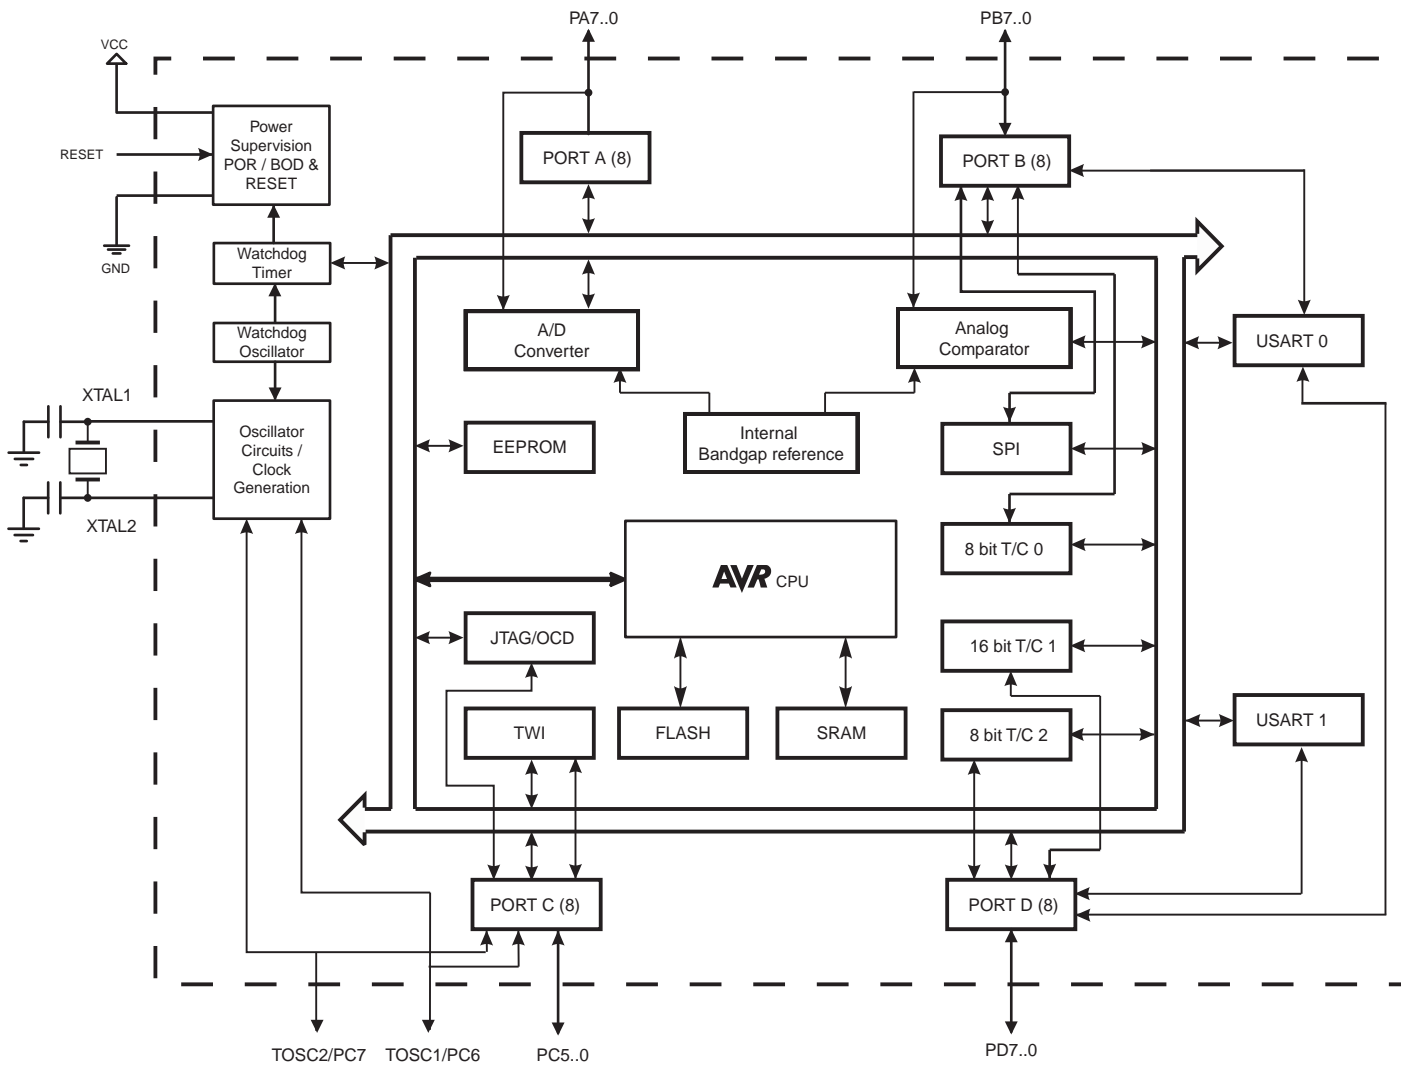 PA7..0
PB7..0
VCC
Power
Supervision
POR / BOD &
RESET
RESET
PORT A (8)
PORT B (8)
GND
Watchdog
Timer
Watchdog
Oscillator
A/D
Converter
Analog
Comparator
USART 0
XTAL1
Oscillator
Circuits /
Clock
Generation
XTAL2
EEPROM
Internal
Bandgap reference
SPI
8 bit T/C 0
AVR CPU
JTAG/OCD
16 bit T/C 1
TWI
FLASH
SRAM
8 bit T/C 2
USART 1
PORT C (8)
PORT D (8)
TOSC2/PC7
TOSC1/PC6
PC5..0
PD7..0